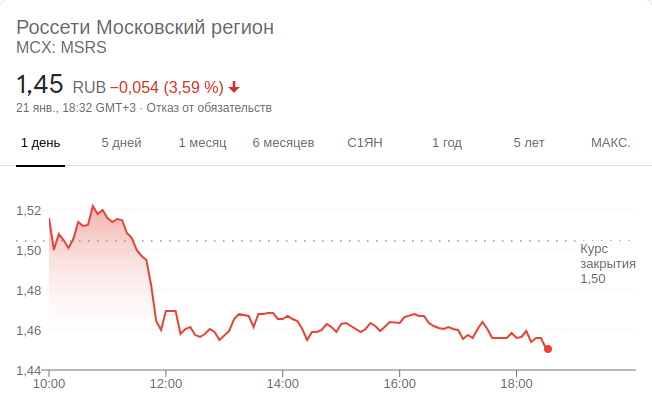 Россети Московский регион
MCX: MSRS
1,45 RUB −0,054 (3,59 %)
21 янв., 18:32 GMT+3 · Отказ от обязательств
1 день 5 дней 1 месяц 6 месяцев С1ЯН 1 год 5 лет МАКС.
1,52
1,50
1,48
1,46
1,44
Курс
закрытия
1,50
10:00 12:00 14:00 16:00 18:00